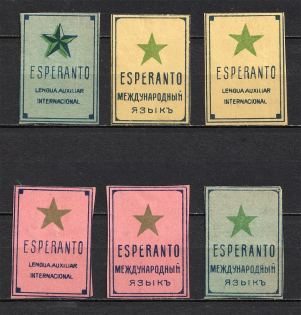 ESPERANTO
LENGUA AUXILIAR
INTERNACIONAL
ESPERANTO
МЕЖДУНАРОДНЫЙ
ЯЗЫКЪ
ESPERANTO
LENGUA AUXILIAR
INTERNACIONAL
ESPERANTO
LENGUA AUXILIAR
INTERNACIONAL
ESPERANTO
МЕЖДУНАРОДНЫЙ
ЯЗЫКЪ
ESPERANTO
МЕЖДУНАРОДНЫЙ
ЯЗЫКЪ